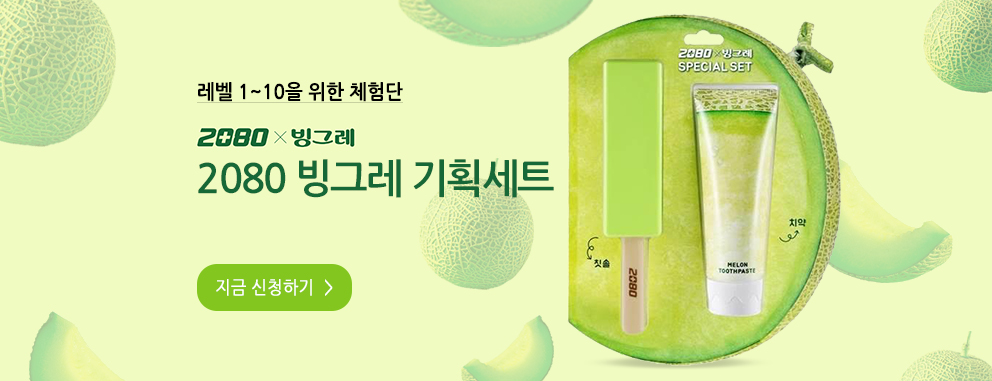 레벨 1~10을 위한 체험단
2080×빙그레
2080 빙그레 기획세트
지금 신청하기 >
2080×빙그레
SPECIAL SET
칫솔
2080
치약
MELON
TOOTHPASTE